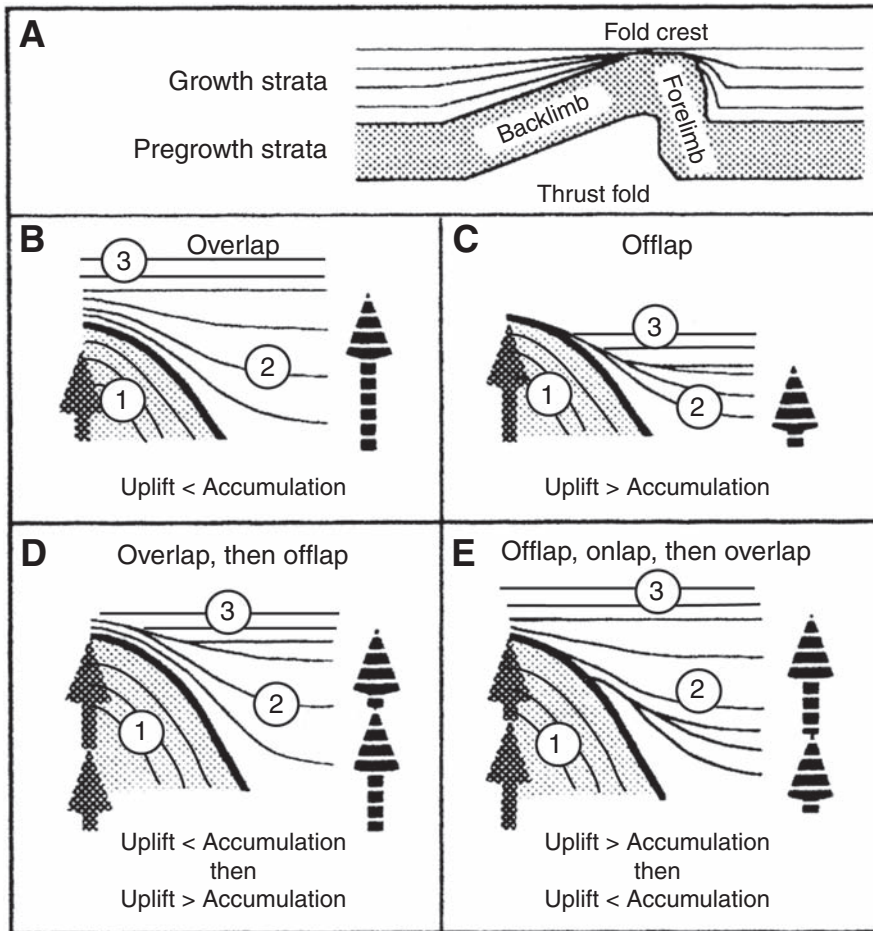 A
Fold crest
Growth strata
Backlimb
Forelimb
Pregrowth strata
Thrust fold
B
Overlap
3
2
1
Uplift < Accumulation
C
Offlap
3
1
2
Uplift > Accumulation
D
Overlap, then offlap
3
2
1
Uplift < Accumulation
then
Uplift > Accumulation
E
Offlap, onlap, then overlap
3
2
1
Uplift > Accumulation
then
Uplift < Accumulation